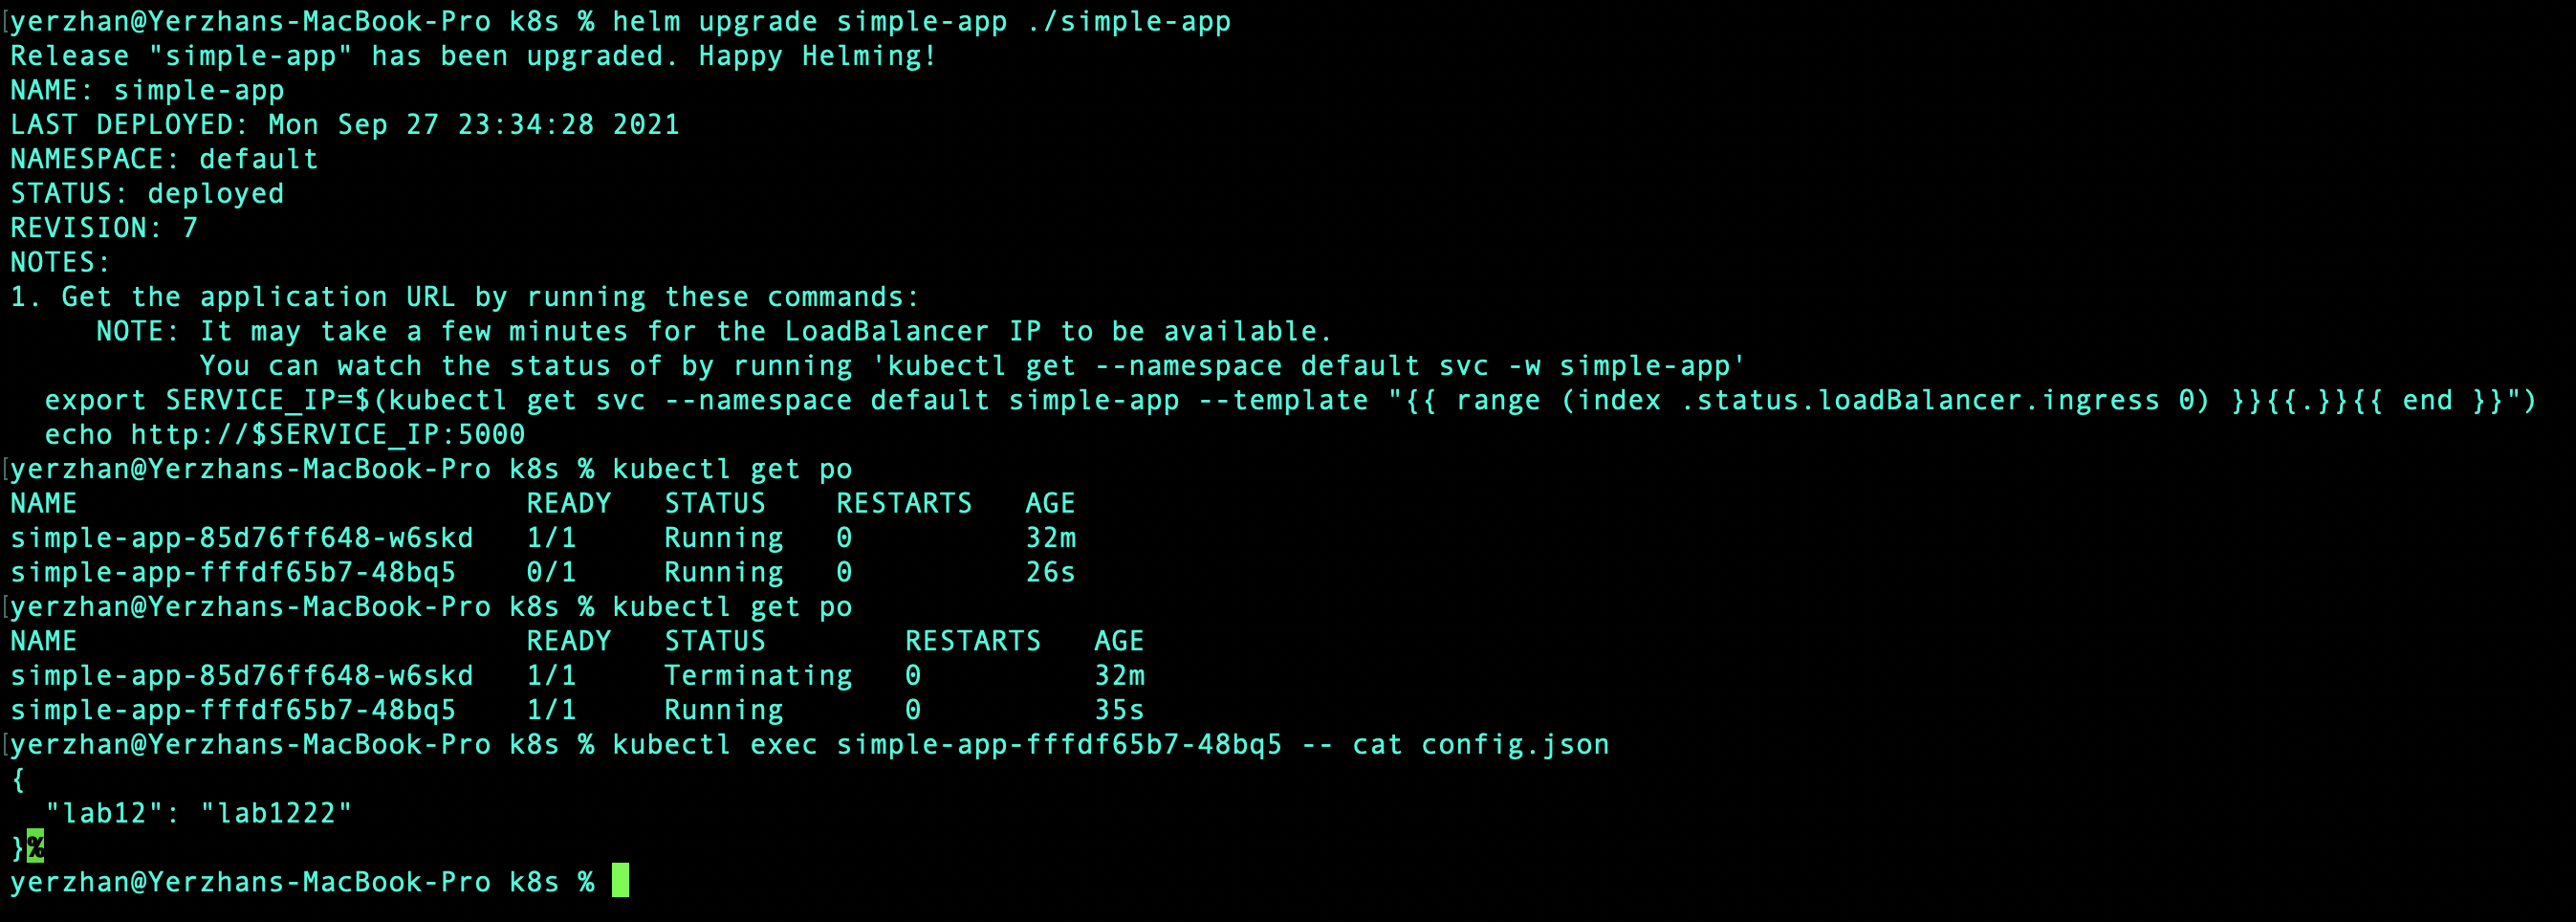 [yerzhan@Yerzhans-MacBook-Pro k8s % helm upgrade simple-app ./simple-app
Release "simple-app" has been upgraded. Happy Helming!
NAME: simple-app
LAST DEPLOYED: Mon Sep 27 23:34:28 2021
NAMESPACE: default
STATUS: deployed
REVISION: 7
NOTES:
1. Get the application URL by running these commands:
     NOTE: It may take a few minutes for the LoadBalancer IP to be available.
           You can watch the status of by running 'kubectl get --namespace default svc -w simple-app'
  export SERVICE_IP=$(kubectl get svc --namespace default simple-app --template "{{ range (index .status.loadBalancer.ingress 0) }}{{.}}{{ end }}")
  echo http://$SERVICE_IP:5000
[yerzhan@Yerzhans-MacBook-Pro k8s % kubectl get po
NAME                          READY   STATUS    RESTARTS   AGE
simple-app-85d76ff648-w6skd   1/1     Running   0          32m
simple-app-fffdf65b7-48bq5    0/1     Running   0          26s
[yerzhan@Yerzhans-MacBook-Pro k8s % kubectl get po
NAME                          READY   STATUS        RESTARTS   AGE
simple-app-85d76ff648-w6skd   1/1     Terminating   0          32m
simple-app-fffdf65b7-48bq5    1/1     Running       0          35s
[yerzhan@Yerzhans-MacBook-Pro k8s % kubectl exec simple-app-fffdf65b7-48bq5 -- cat config.json
{
  "lab12": "lab1222"
}%
yerzhan@Yerzhans-MacBook-Pro k8s %